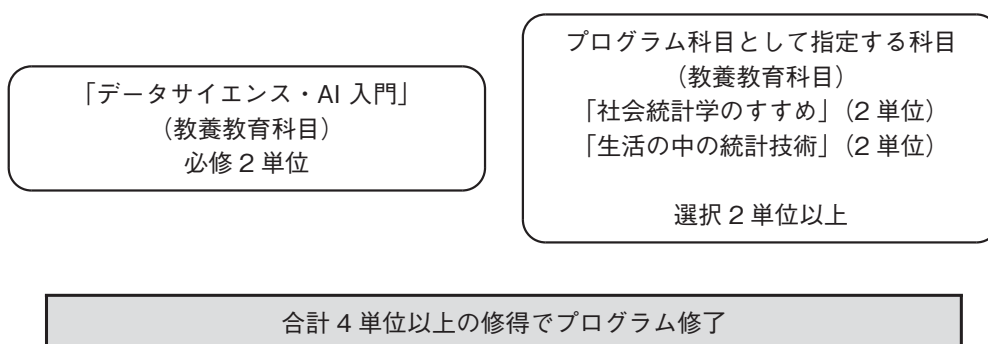 「データサイエンス・AI 入門」
（教養教育科目）
必修 2 単位
プログラム科目として指定する科目
（教養教育科目）
「社会統計学のすすめ」（2 単位）
「生活の中の統計技術」（2 単位）
選択 2 単位以上
合計 4 単位以上の修得でプログラム修了